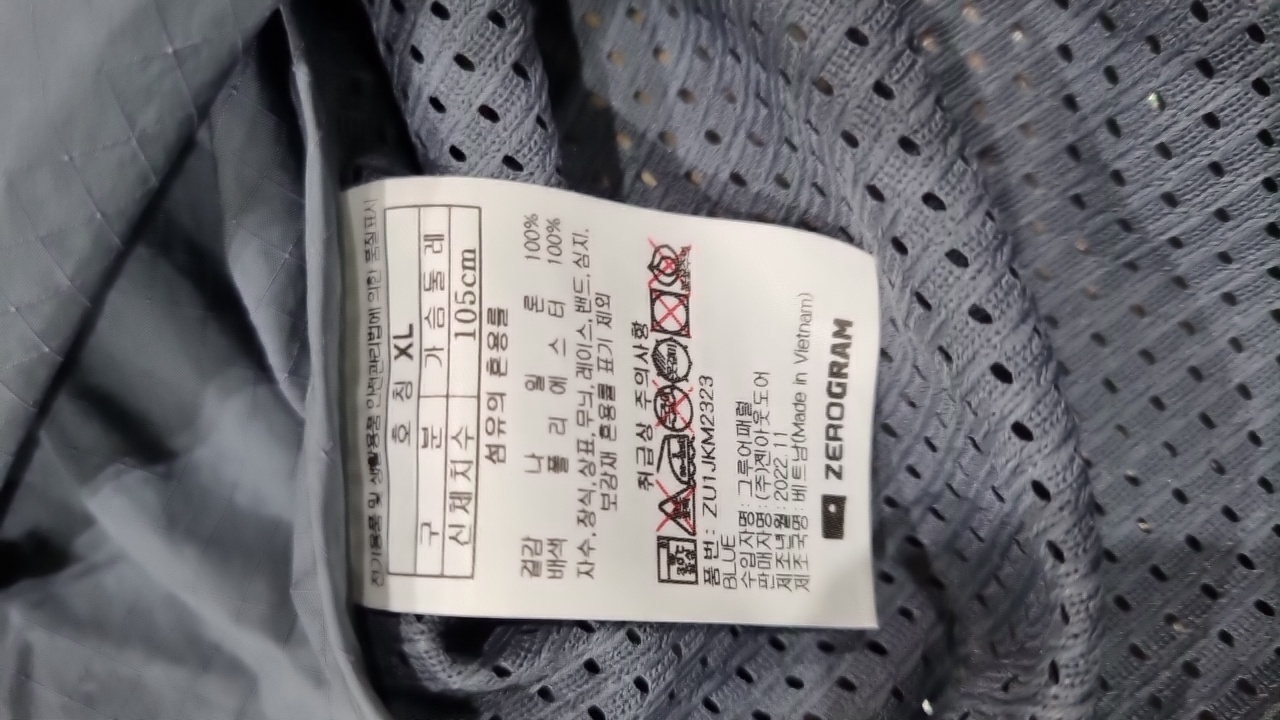 전기용품 및 생활용품 안전관리법에 의한 품질표시
호칭 XL
구분 가슴둘레
신체치수 105cm
섬유의 혼용률
겉감 나일론 100%
배색 폴리에스터 100%
자수, 장식, 상표, 무늬, 레이스, 밴드, 심지,
보강재 혼용률 표기 제외
취급상 주의사항
품번: ZU1JKM2323
BLUE
수입자명: 그루어패럴
판매자명: (주)젠아웃도어
제조년월: 2022.11
제조국명: 베트남(Made in Vietnam)
ZEROGRAM